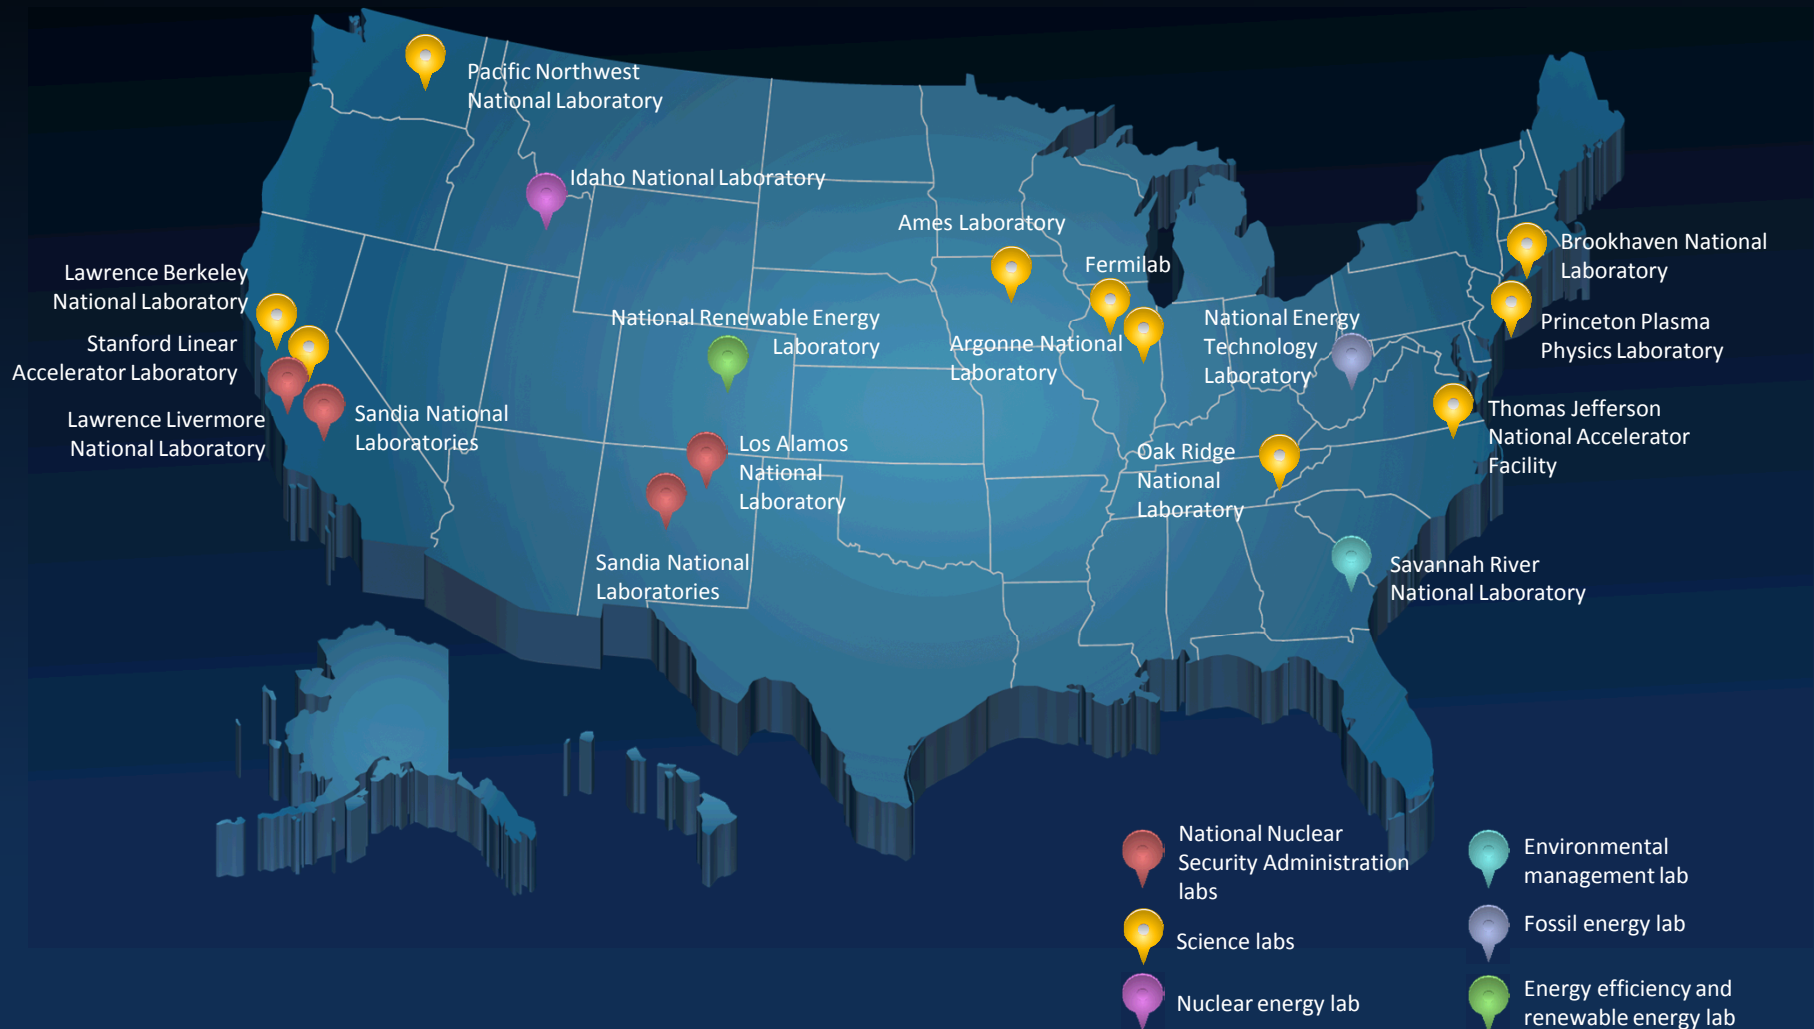 Pacific Northwest
National Laboratory
Idaho National Laboratory
Ames Laboratory
Fermilab
Brookhaven National
Laboratory
Lawrence Berkeley
National Laboratory
National Renewable Energy
Laboratory
Argonne National
Laboratory
National Energy
Technology
Laboratory
Princeton Plasma
Physics Laboratory
Stanford Linear
Accelerator Laboratory
Lawrence Livermore
National Laboratory
Sandia National
Laboratories
Los Alamos
National
Laboratory
Oak Ridge
National
Laboratory
Thomas Jefferson
National Accelerator
Facility
Sandia National
Laboratories
Savannah River
National Laboratory
National Nuclear
Security Administration
labs
Science labs
Nuclear energy lab
Environmental
management lab
Fossil energy lab
Energy efficiency and
renewable energy lab